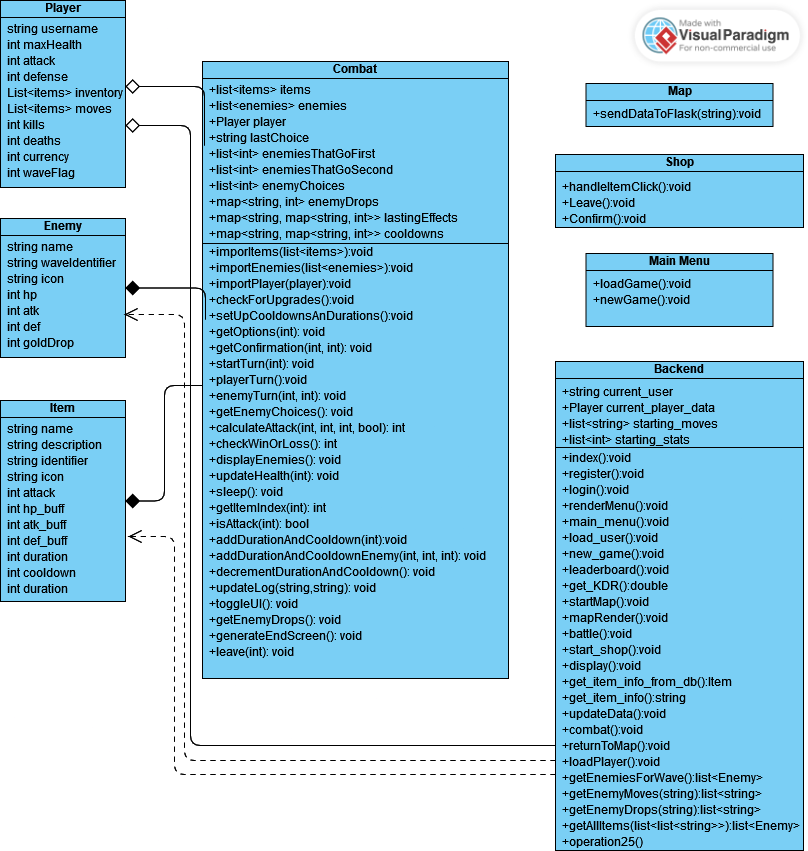 Player
string username
int maxHealth
int attack
int defense
List<items> inventory
List<items> moves
int kills
int deaths
int currency
int waveFlag
Enemy
string name
string waveIdentifier
string icon
int hp
int atk
int def
int goldDrop
Item
string name
string description
string identifier
string icon
int attack
int hp_buff
int atk_buff
int def_buff
int duration
int cooldown
int duration
Combat
+list<items> items
+list<enemies> enemies
+Player player
+string lastChoice
+list<int> enemiesThatGoFirst
+list<int> enemiesThatGoSecond
+list<int> enemyChoices
+map<string, int> enemyDrops
+map<string, map<string, int>> lastingEffects
+map<string, map<string, int>> cooldowns
+imporItems(list<items>):void
+importEnemies(list<enemies>):void
+importPlayer(player):void
+checkForUpgrades():void
+setUpCooldownsAnDurations():void
+getOptions(int): void
+getConfirmation(int, int): void
+startTurn(int): void
+playerTurn():void
+enemyTurn(int, int): void
+getEnemyChoices(): void
+calculateAttack(int, int, int, bool): int
+checkWinOrLoss(): int
+displayEnemies(): void
+updateHealth(int): void
+sleep(): void
+getItemIndex(int): int
+isAttack(int): bool
+addDurationAndCooldown(int):void
+addDurationAndCooldownEnemy(int, int, int): void
+decrementDurationAndCooldown(): void
+updateLog(string,string): void
+toggleUI(): void
+getEnemyDrops(): void
+generateEndScreen(): void
+leave(int): void
Made with
VisualParadigm
For non-commercial use
Map
+sendDataToFlask(string):void
Shop
+handleItemClick():void
+Leave():void
+Confirm():void
Main Menu
+loadGame():void
+newGame():void
Backend
+string current_user
+Player current_player_data
+list<string> starting_moves
+list<int> starting_stats
+index():void
+register():void
+login():void
+renderMenu():void
+main_menu():void
+load_user():void
+new_game():void
+leaderboard():void
+get_KDR():double
+startMap():void
+mapRender():void
+battle():void
+start_shop():void
+display():void
+get_item_info_from_db():Item
+get_item_info():string
+updateData():void
+combat():void
+returnToMap():void
+loadPlayer():void
+getEnemiesForWave():list<Enemy>
+getEnemyMoves(string):list<string>
+getEnemyDrops(string):list<string>
+getAllItems(list<list<string>>):list<Enemy>
+operation25()